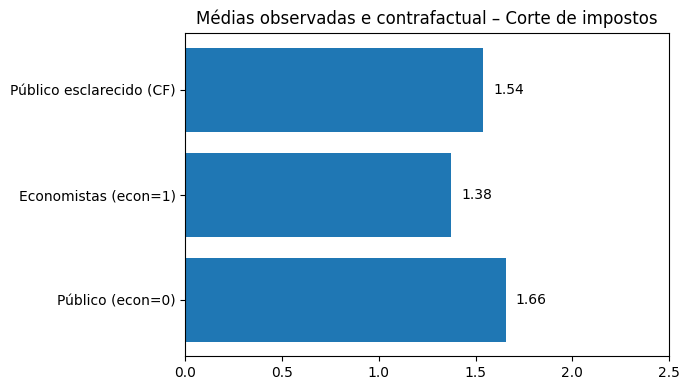 Médias observadas e contrafactual – Corte de impostos
Público esclarecido (CF)
1.54
Economistas (econ=1)
1.38
Público (econ=0)
1.66
0.0
0.5
1.0
1.5
2.0
2.5